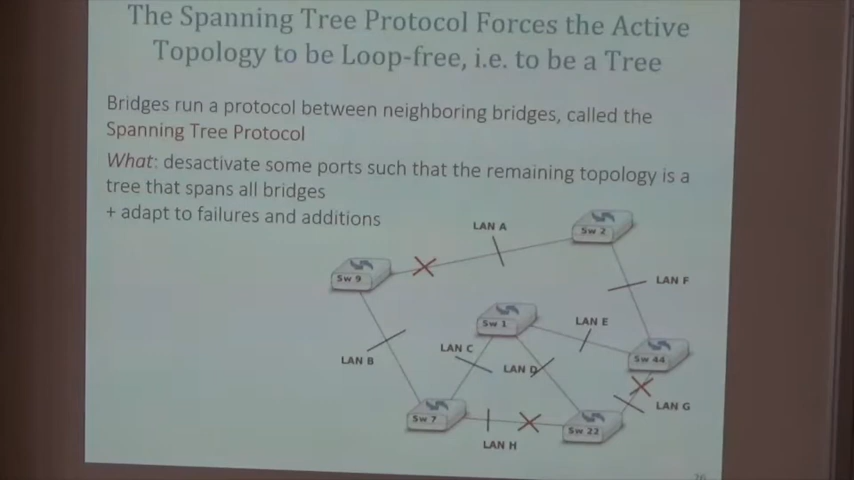 The Spanning Tree Protocol Forces the Active
Topology to be Loop-free, i.e. to be a Tree
Bridges run a protocol between neighboring bridges, called the
Spanning Tree Protocol
What: desactivate some ports such that the remaining topology is a
tree that spans all bridges
+ adapt to failures and additions
LAN A
Sw 2
Sw 9
LAN F
Sw 1
LAN E
LAN C
LAN B
LAN D
Sw 44
LAN G
Sw 7
Sw 22
LAN H
26